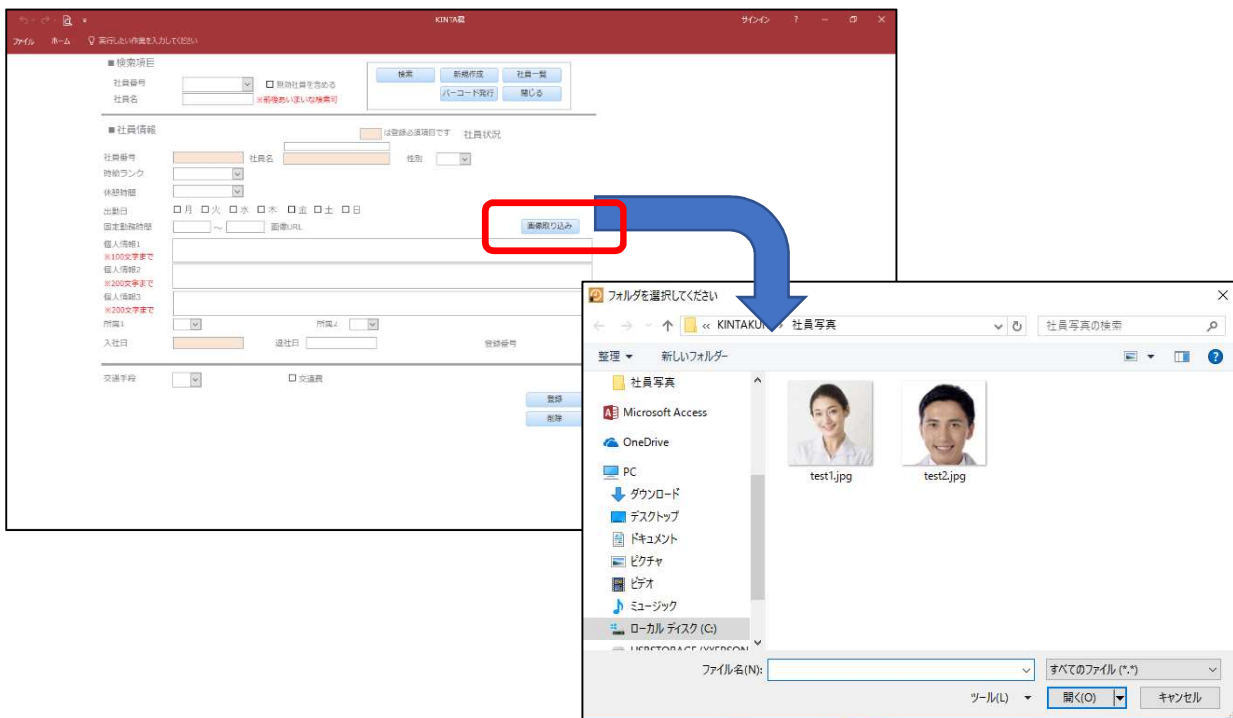 KINTA君
サインイン ?
ファイル ホーム 実行したい作業を入力してください
■検索項目
社員番号 無効社員を含める
社員名 ※前後あいまいな検索可
検索 新規作成 社員一覧
バーコード発行 閉じる
■社員情報 は登録必須項目です 社員状況
社員番号 社員名 性別
時給ランク
休憩時間
出勤日 月 火 水 木 金 土 日
固定勤務時間 ～ 画像URL 画像取り込み
個人情報1
※100文字まで
個人情報2
※200文字まで
個人情報3
※200文字まで
所属1 所属2
入社日 退社日 登録番号
交通手段 交通費
登録
削除
フォルダを選択してください
« KINTAKU › 社員写真 社員写真の検索
整理 新しいフォルダー
社員写真
Microsoft Access
OneDrive
PC
ダウンロード
デスクトップ
ドキュメント
ピクチャ
ビデオ
ミュージック
ローカル ディスク (C:)
test1.jpg test2.jpg
ファイル名(N): すべてのファイル (*.*)
ツール(L) 開く(O) キャンセル